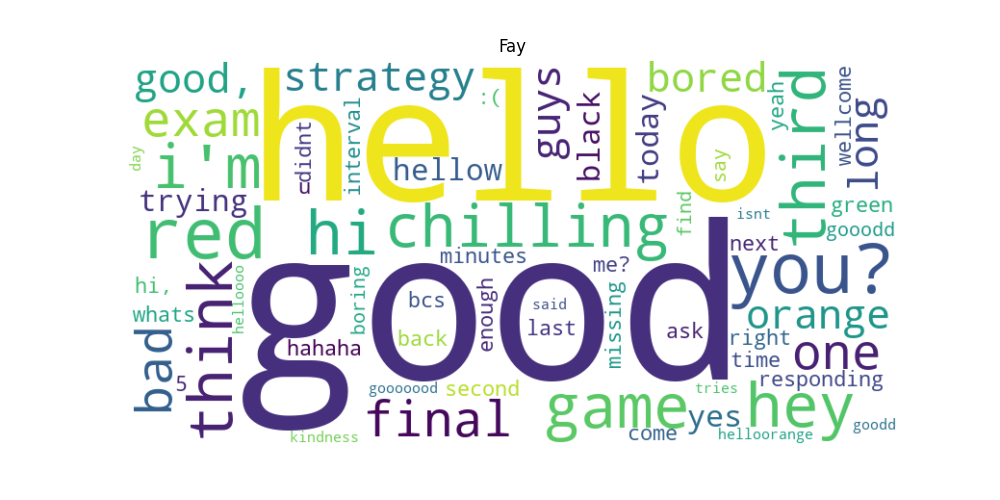 Fay
good,
strategy
:(
guys
bored
third
yeah
wellcome
exam
hello
didnt
interval
hellow
black
today
say
long
day
i'm
trying
red
hi
chilling
find
isnt
green
gooodd
next
you?
minutes
me?
hi,
whats
think
helloooo
boring
good
bcs
back
enough
said
last
missing
ask
orange
right
time
one
responding
bad
5
hahaha
gooooood
second
tries
final
game
yes
hey
kindness
come
helloorange
goodd